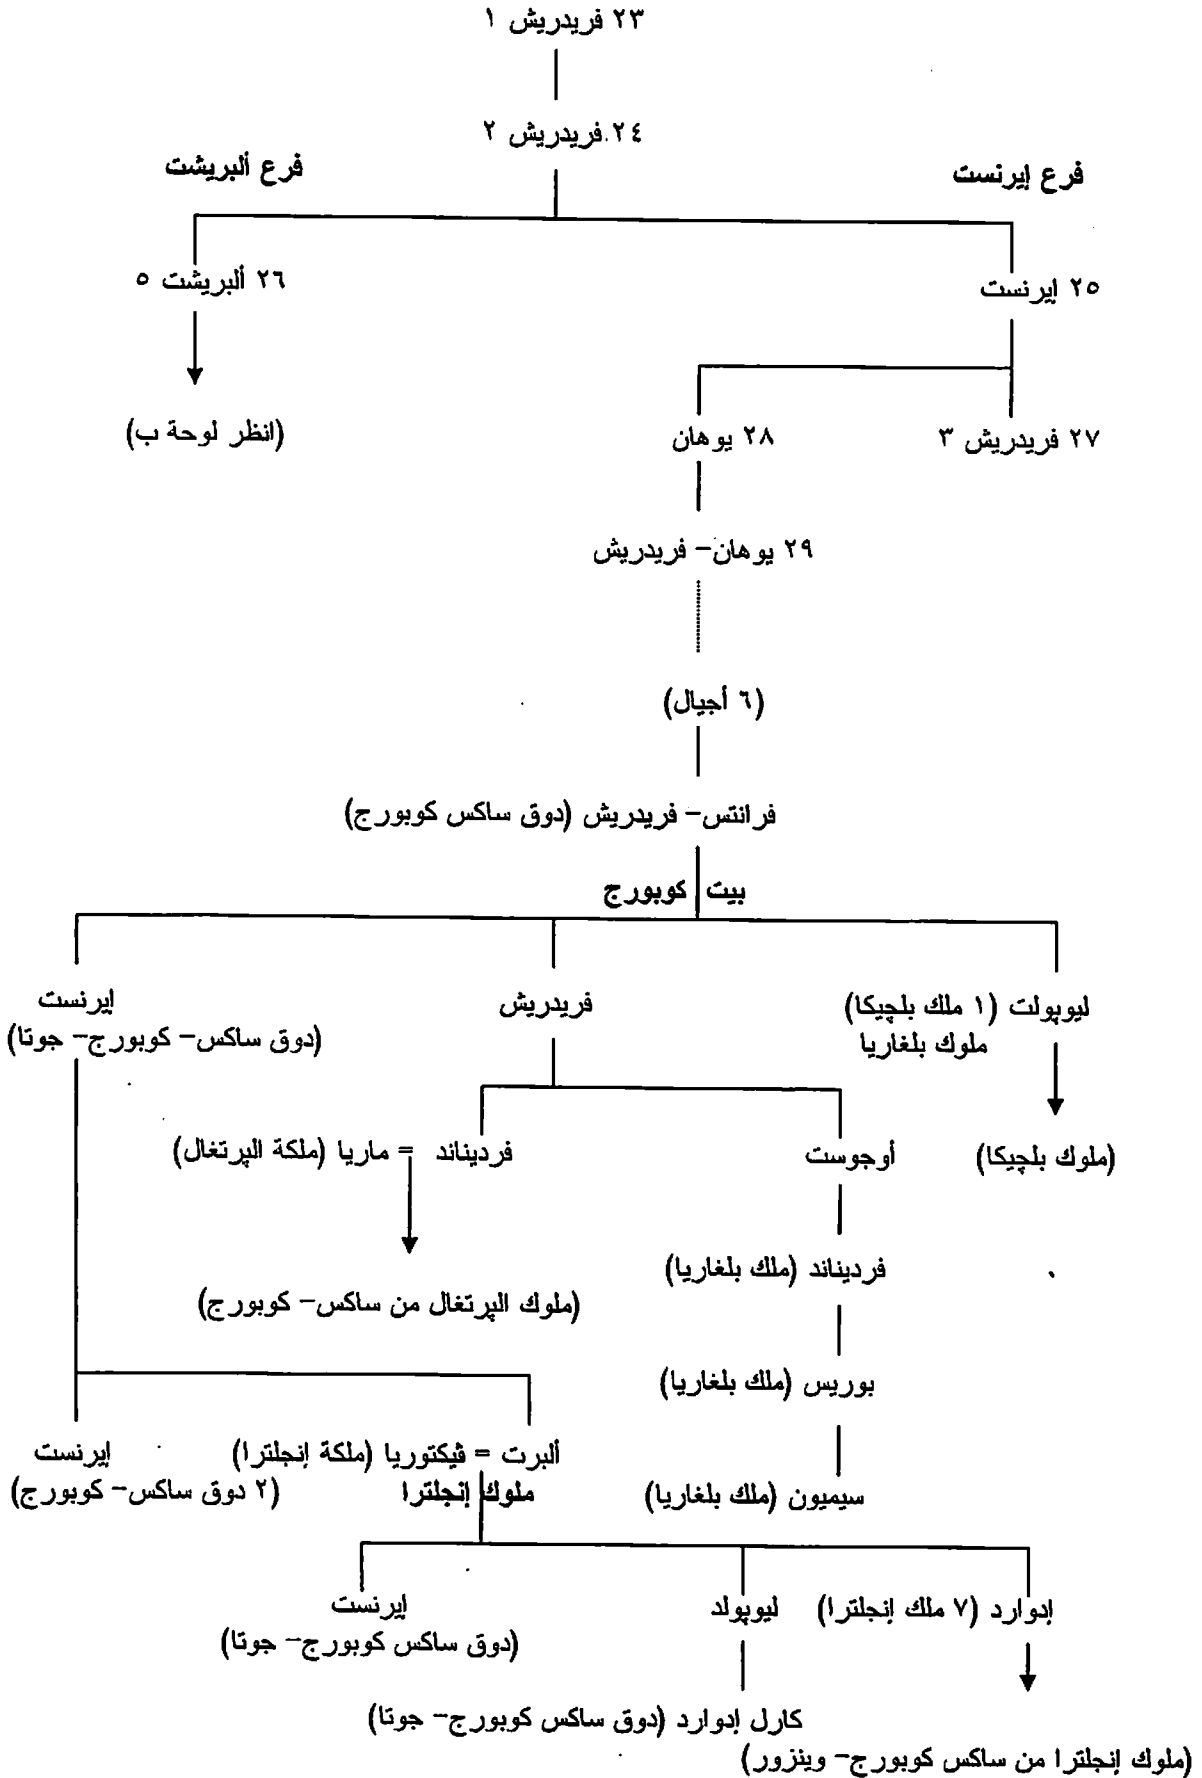 ٢٣ فريدريش ١
٢٤ فريدريش ٢
فرع إيرنست
فرع ألبريشت
٢٥ إيرنست
٢٦ ألبريشت ٥
(انظر لوحة ب)
٢٧ فريدريش ٣
٢٨ يوهان
٢٩ يوهان- فريدريش
(٦ أجيال)
فرانتس- فريدريش (دوق ساكس كوبورج)
بيت كوبورج
ليوپولت (١ ملك بلچيكا)
ملوك بلغاريا
فريدريش
إيرنست
(دوق ساكس- كوبورج- جوتا)
(ملوك بلچيكا)
أوجوست
فرديناند = ماريا (ملكة الپرتغال)
فرديناند (ملك بلغاريا)
(ملوك الپرتغال من ساكس- كوبورج)
بوريس (ملك بلغاريا)
سيميون (ملك بلغاريا)
ألبرت = ڤيكتوريا (ملكة إنجلترا)
ملوك إنجلترا
إيرنست
(٢ دوق ساكس- كوبورج)
إدوارد (٧ ملك إنجلترا)
ليوپولد
إيرنست
(دوق ساكس كوبورج- جوتا)
كارل إدوارد (دوق ساكس كوبورج- جوتا)
(ملوك إنجلترا من ساكس كوبورج- وينزور)